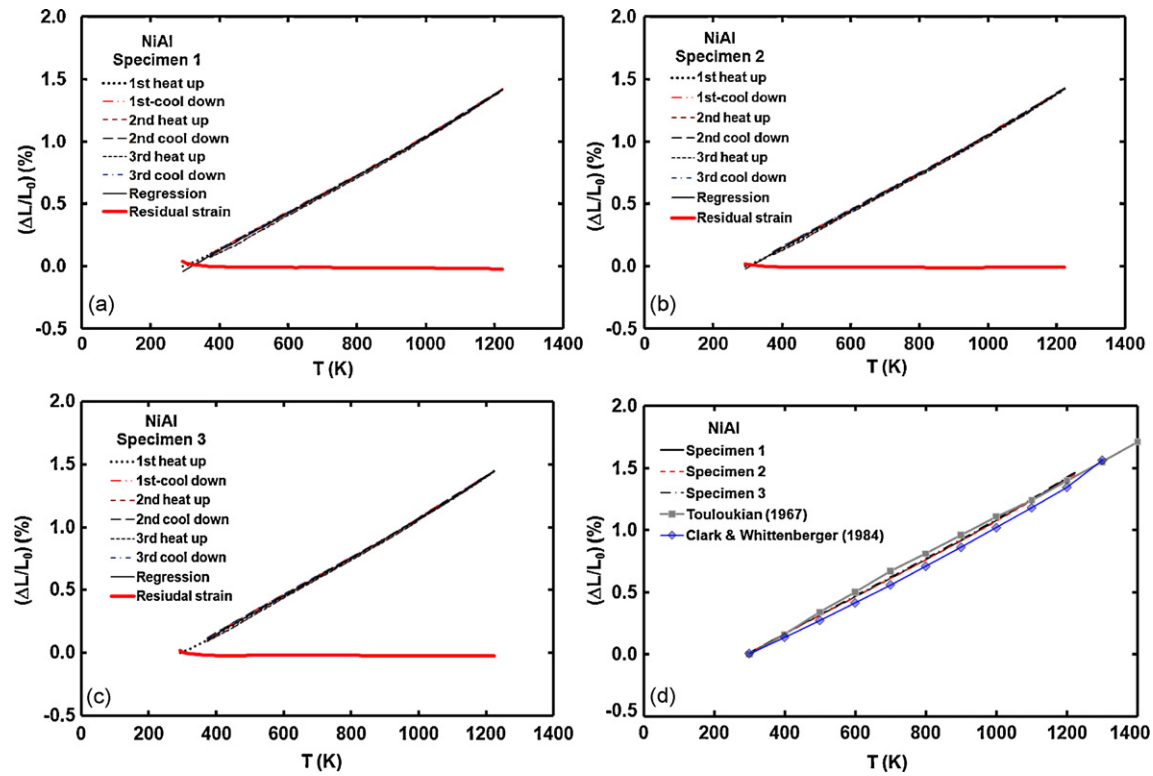 2.0
1.5
1.0
0.5
0.0
-0.5
(ΔL/L₀) (%)
NiAl
Specimen 1
1st heat up
1st-cool down
2nd heat up
2nd cool down
3rd heat up
3rd cool down
Regression
Residual strain
(a)
0 200 400 600 800 1000 1200 1400
T (K)
2.0
1.5
1.0
0.5
0.0
-0.5
(ΔL/L₀) (%)
NiAl
Specimen 2
1st heat up
1st-cool down
2nd heat up
2nd cool down
3rd heat up
3rd cool down
Regression
Residual strain
(b)
0 200 400 600 800 1000 1200 1400
T (K)
2.0
1.5
1.0
0.5
0.0
-0.5
(ΔL/L₀) (%)
NiAl
Specimen 3
1st heat up
1st-cool down
2nd heat up
2nd cool down
3rd heat up
3rd cool down
Regression
Resiudal strain
(c)
0 200 400 600 800 1000 1200 1400
T (K)
2.0
1.5
1.0
0.5
0.0
-0.5
(ΔL/L₀) (%)
NiAl
Specimen 1
Specimen 2
Specimen 3
Touloukian (1967)
Clark & Whittenberger (1984)
(d)
0 200 400 600 800 1000 1200 1400
T (K)